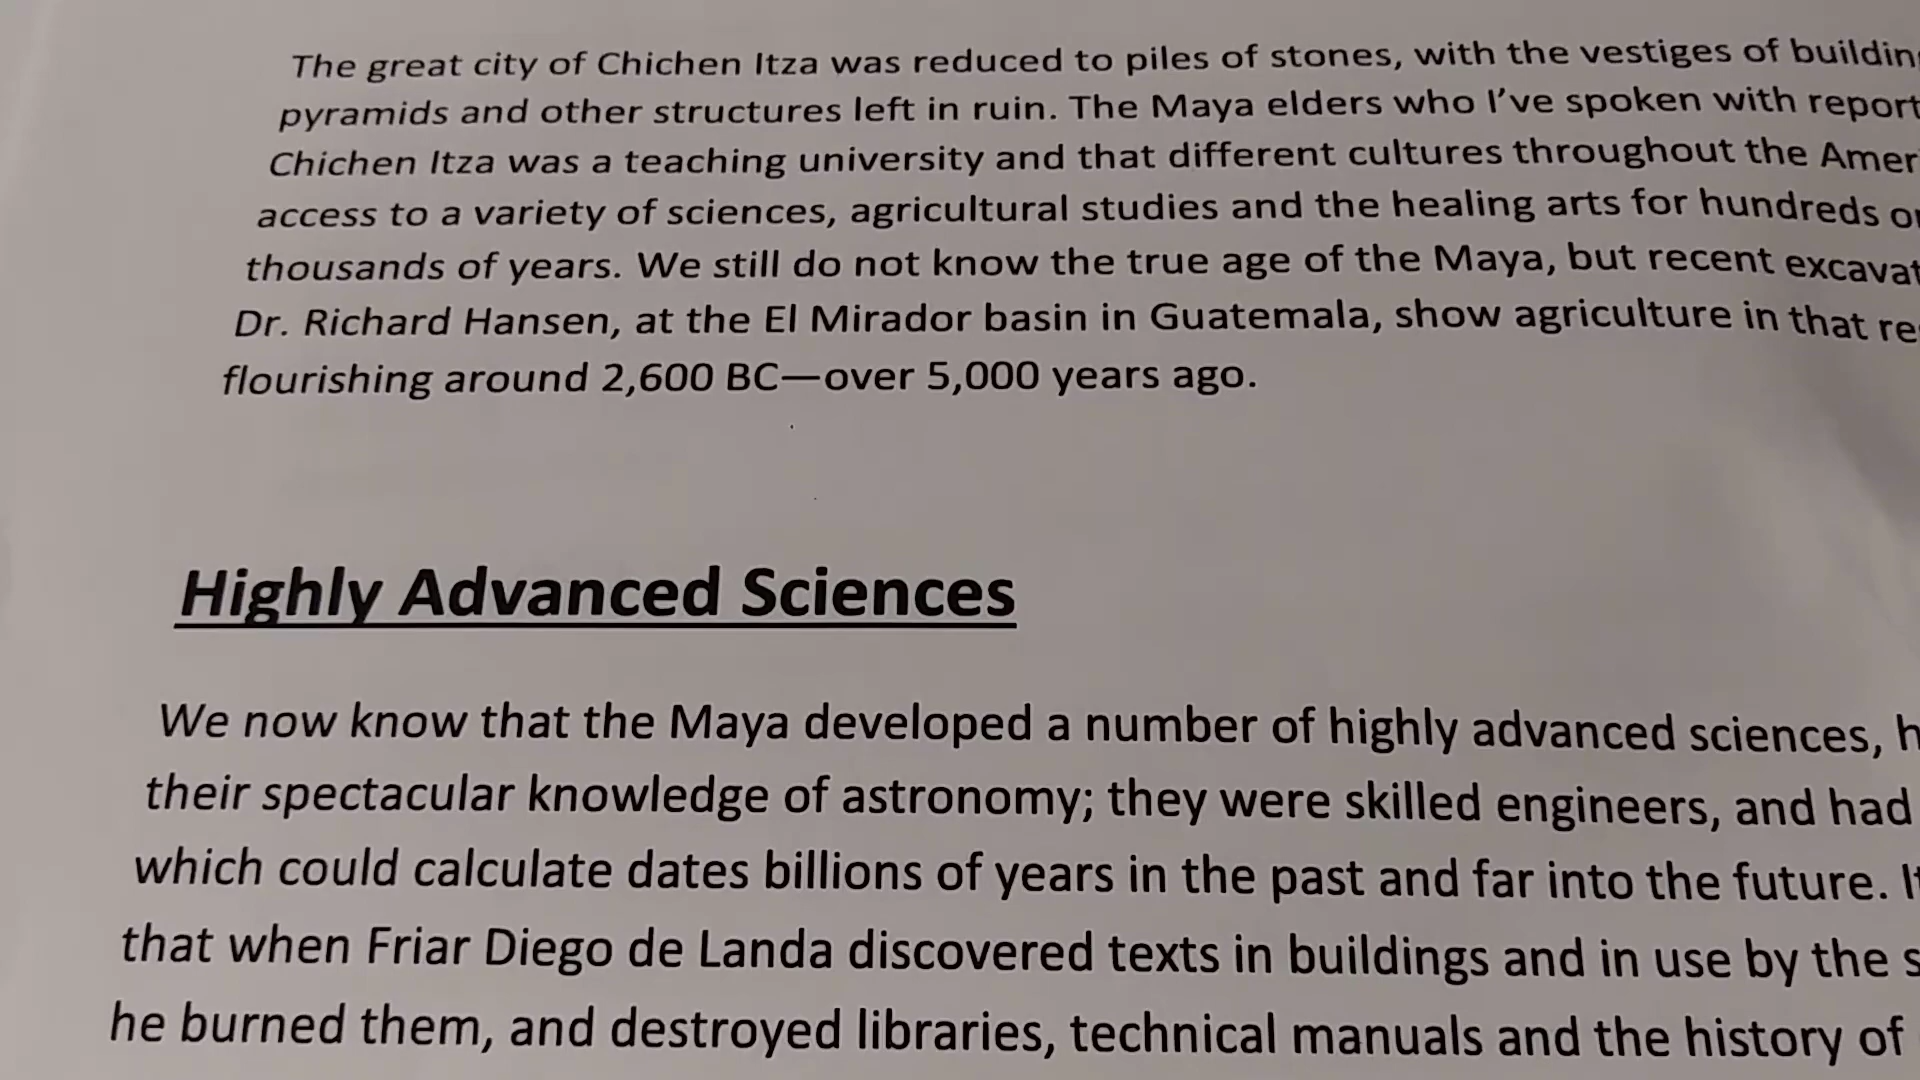 The great city of Chichen Itza was reduced to piles of stones, with the vestiges of
pyramids and other structures left in ruin. The Maya elders who I've spoken with report
Chichen Itza was a teaching university and that different cultures throughout the
access to a variety of sciences, agricultural studies and the healing arts for hundreds
thousands of years. We still do not know the true age of the Maya, but recent
Dr. Richard Hansen, at the El Mirador basin in Guatemala, show agriculture in that
flourishing around 2,600 BC—over 5,000 years ago.
Highly Advanced Sciences
We now know that the Maya developed a number of highly advanced sciences,
their spectacular knowledge of astronomy; they were skilled engineers, and had
which could calculate dates billions of years in the past and far into the future.
that when Friar Diego de Landa discovered texts in buildings and in use by the
he burned them, and destroyed libraries, technical manuals and the history of